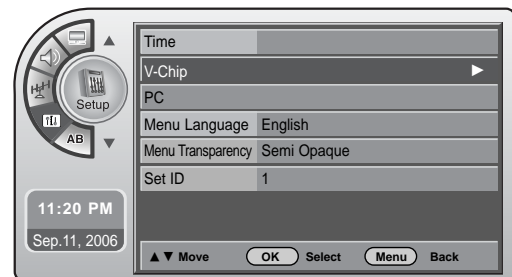 Setup
AB
11:20 PM
Sep.11, 2006
Time
V-Chip ►
PC
Menu Language English
Menu Transparency Semi Opaque
Set ID 1
▲▼ Move OK Select Menu Back